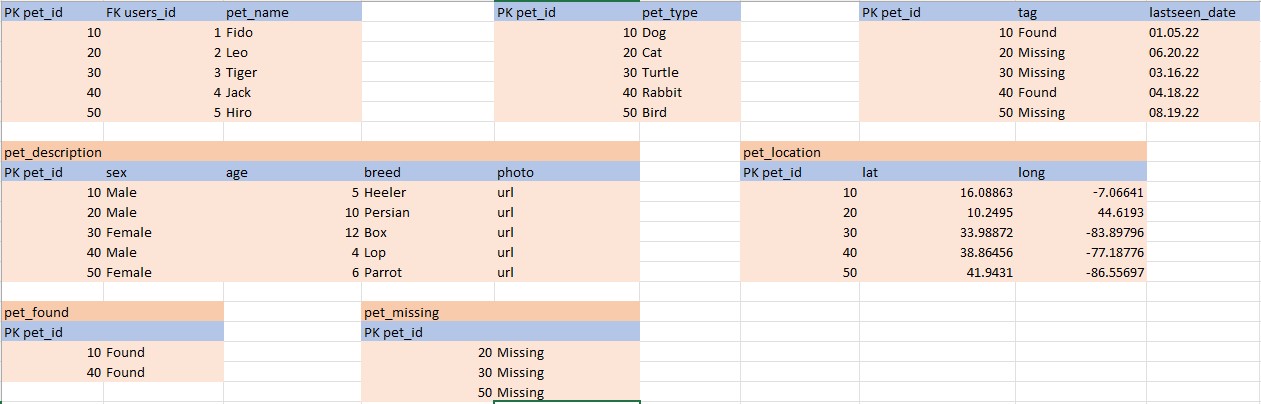 PK pet_id FK users_id pet_name PK pet_id pet_type PK pet_id tag lastseen_date
10 1 Fido 10 Dog 10 Found 01.05.22
20 2 Leo 20 Cat 20 Missing 06.20.22
30 3 Tiger 30 Turtle 30 Missing 03.16.22
40 4 Jack 40 Rabbit 40 Found 04.18.22
50 5 Hiro 50 Bird 50 Missing 08.19.22
pet_description pet_location
PK pet_id sex age breed photo PK pet_id lat long
10 Male 5 Heeler url 10 16.08863 -7.06641
20 Male 10 Persian url 20 10.2495 44.6193
30 Female 12 Box url 30 33.98872 -83.89796
40 Male 4 Lop url 40 38.86456 -77.18776
50 Female 6 Parrot url 50 41.9431 -86.55697
pet_found pet_missing
PK pet_id PK pet_id
10 Found 20 Missing
40 Found 30 Missing
50 Missing